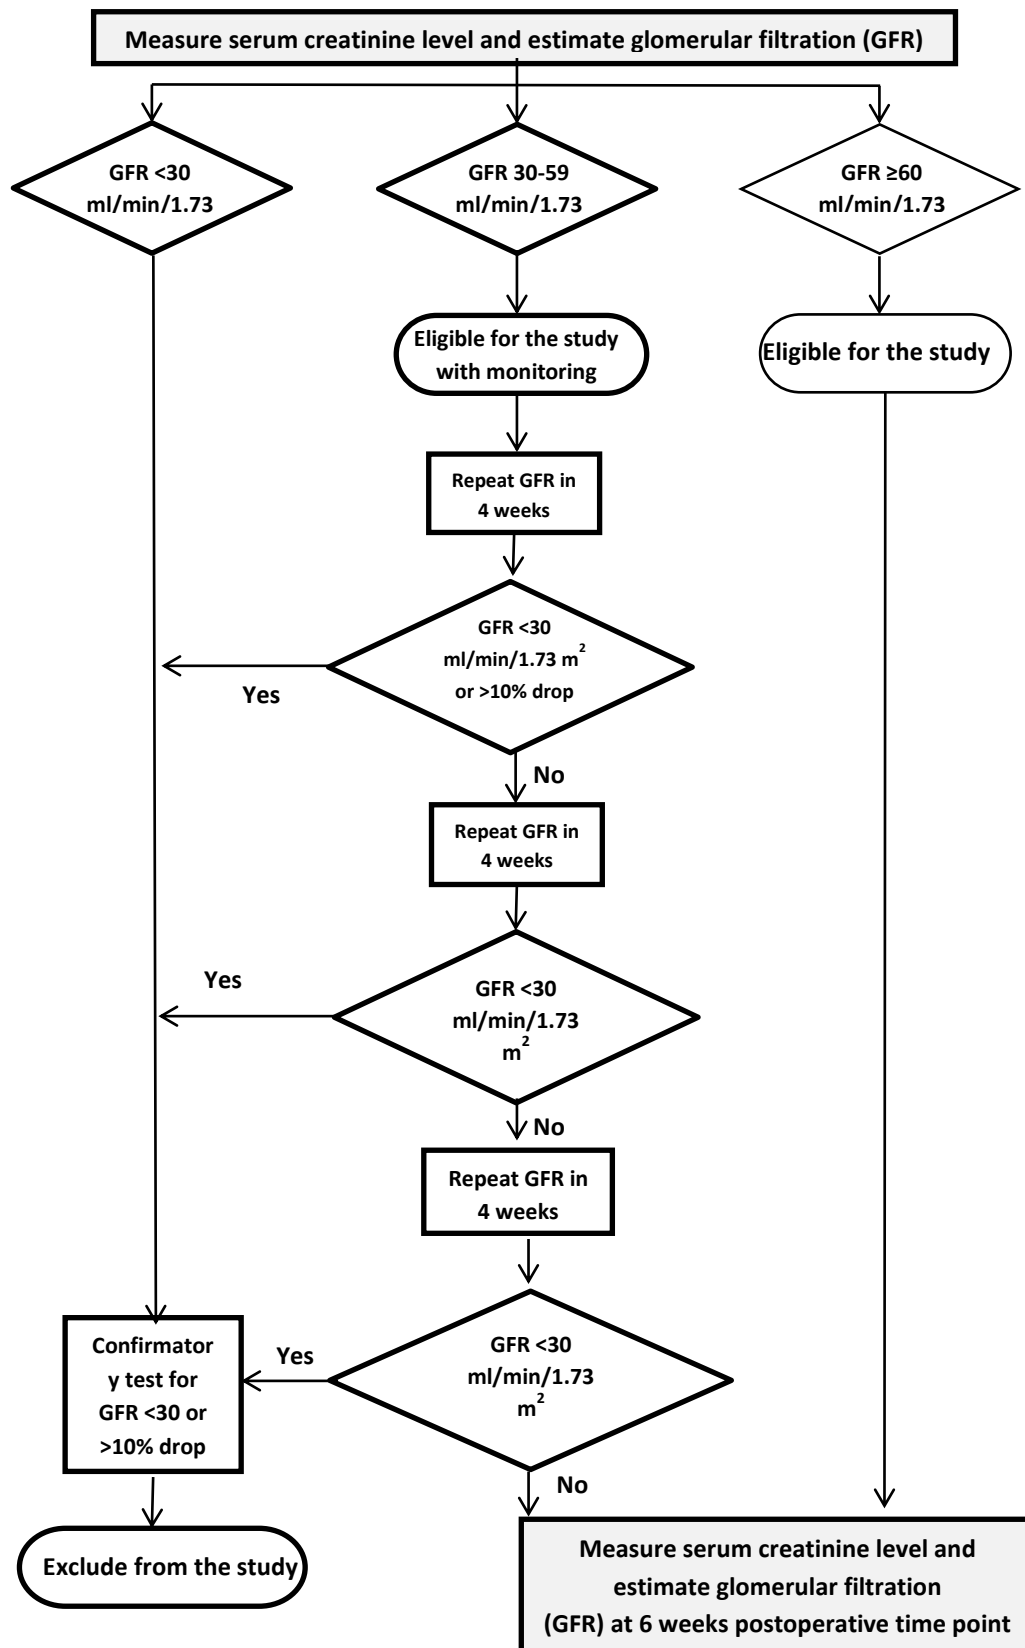 Measure serum creatinine level and estimate glomerular filtration (GFR)
GFR <30
ml/min/1.73
GFR 30-59
ml/min/1.73
GFR ≥60
ml/min/1.73
Eligible for the study
with monitoring
Eligible for the study
Repeat GFR in
4 weeks
GFR <30
ml/min/1.73 m²
or >10% drop
Yes
No
Repeat GFR in
4 weeks
Yes
GFR <30
ml/min/1.73
m²
No
Repeat GFR in
4 weeks
Confirmator
y test for
GFR <30 or
>10% drop
Yes
GFR <30
ml/min/1.73
m²
No
Exclude from the study
Measure serum creatinine level and
estimate glomerular filtration
(GFR) at 6 weeks postoperative time point